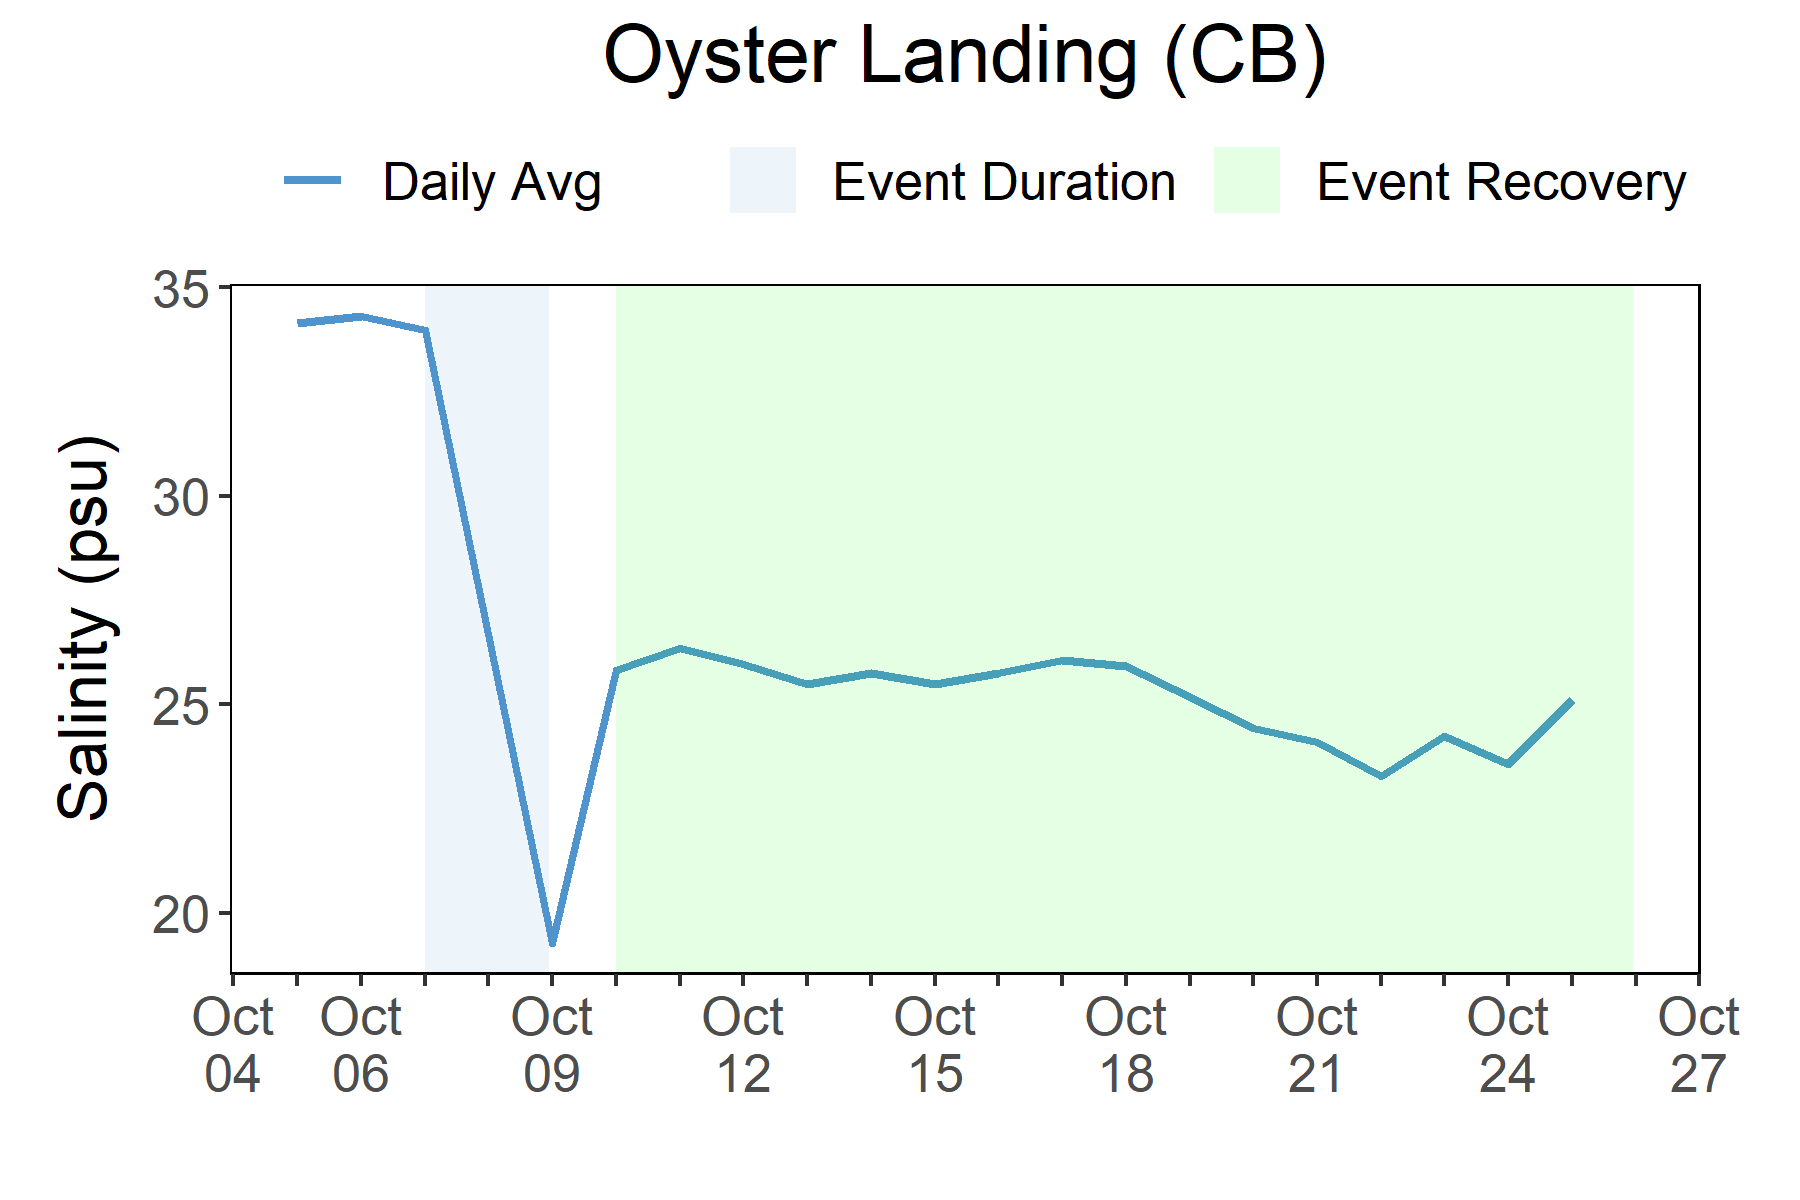 Oyster Landing (CB)
Daily Avg Event Duration Event Recovery
Salinity (psu)
35
30
25
20
Oct Oct Oct Oct Oct Oct Oct Oct Oct
04 06 09 12 15 18 21 24 27